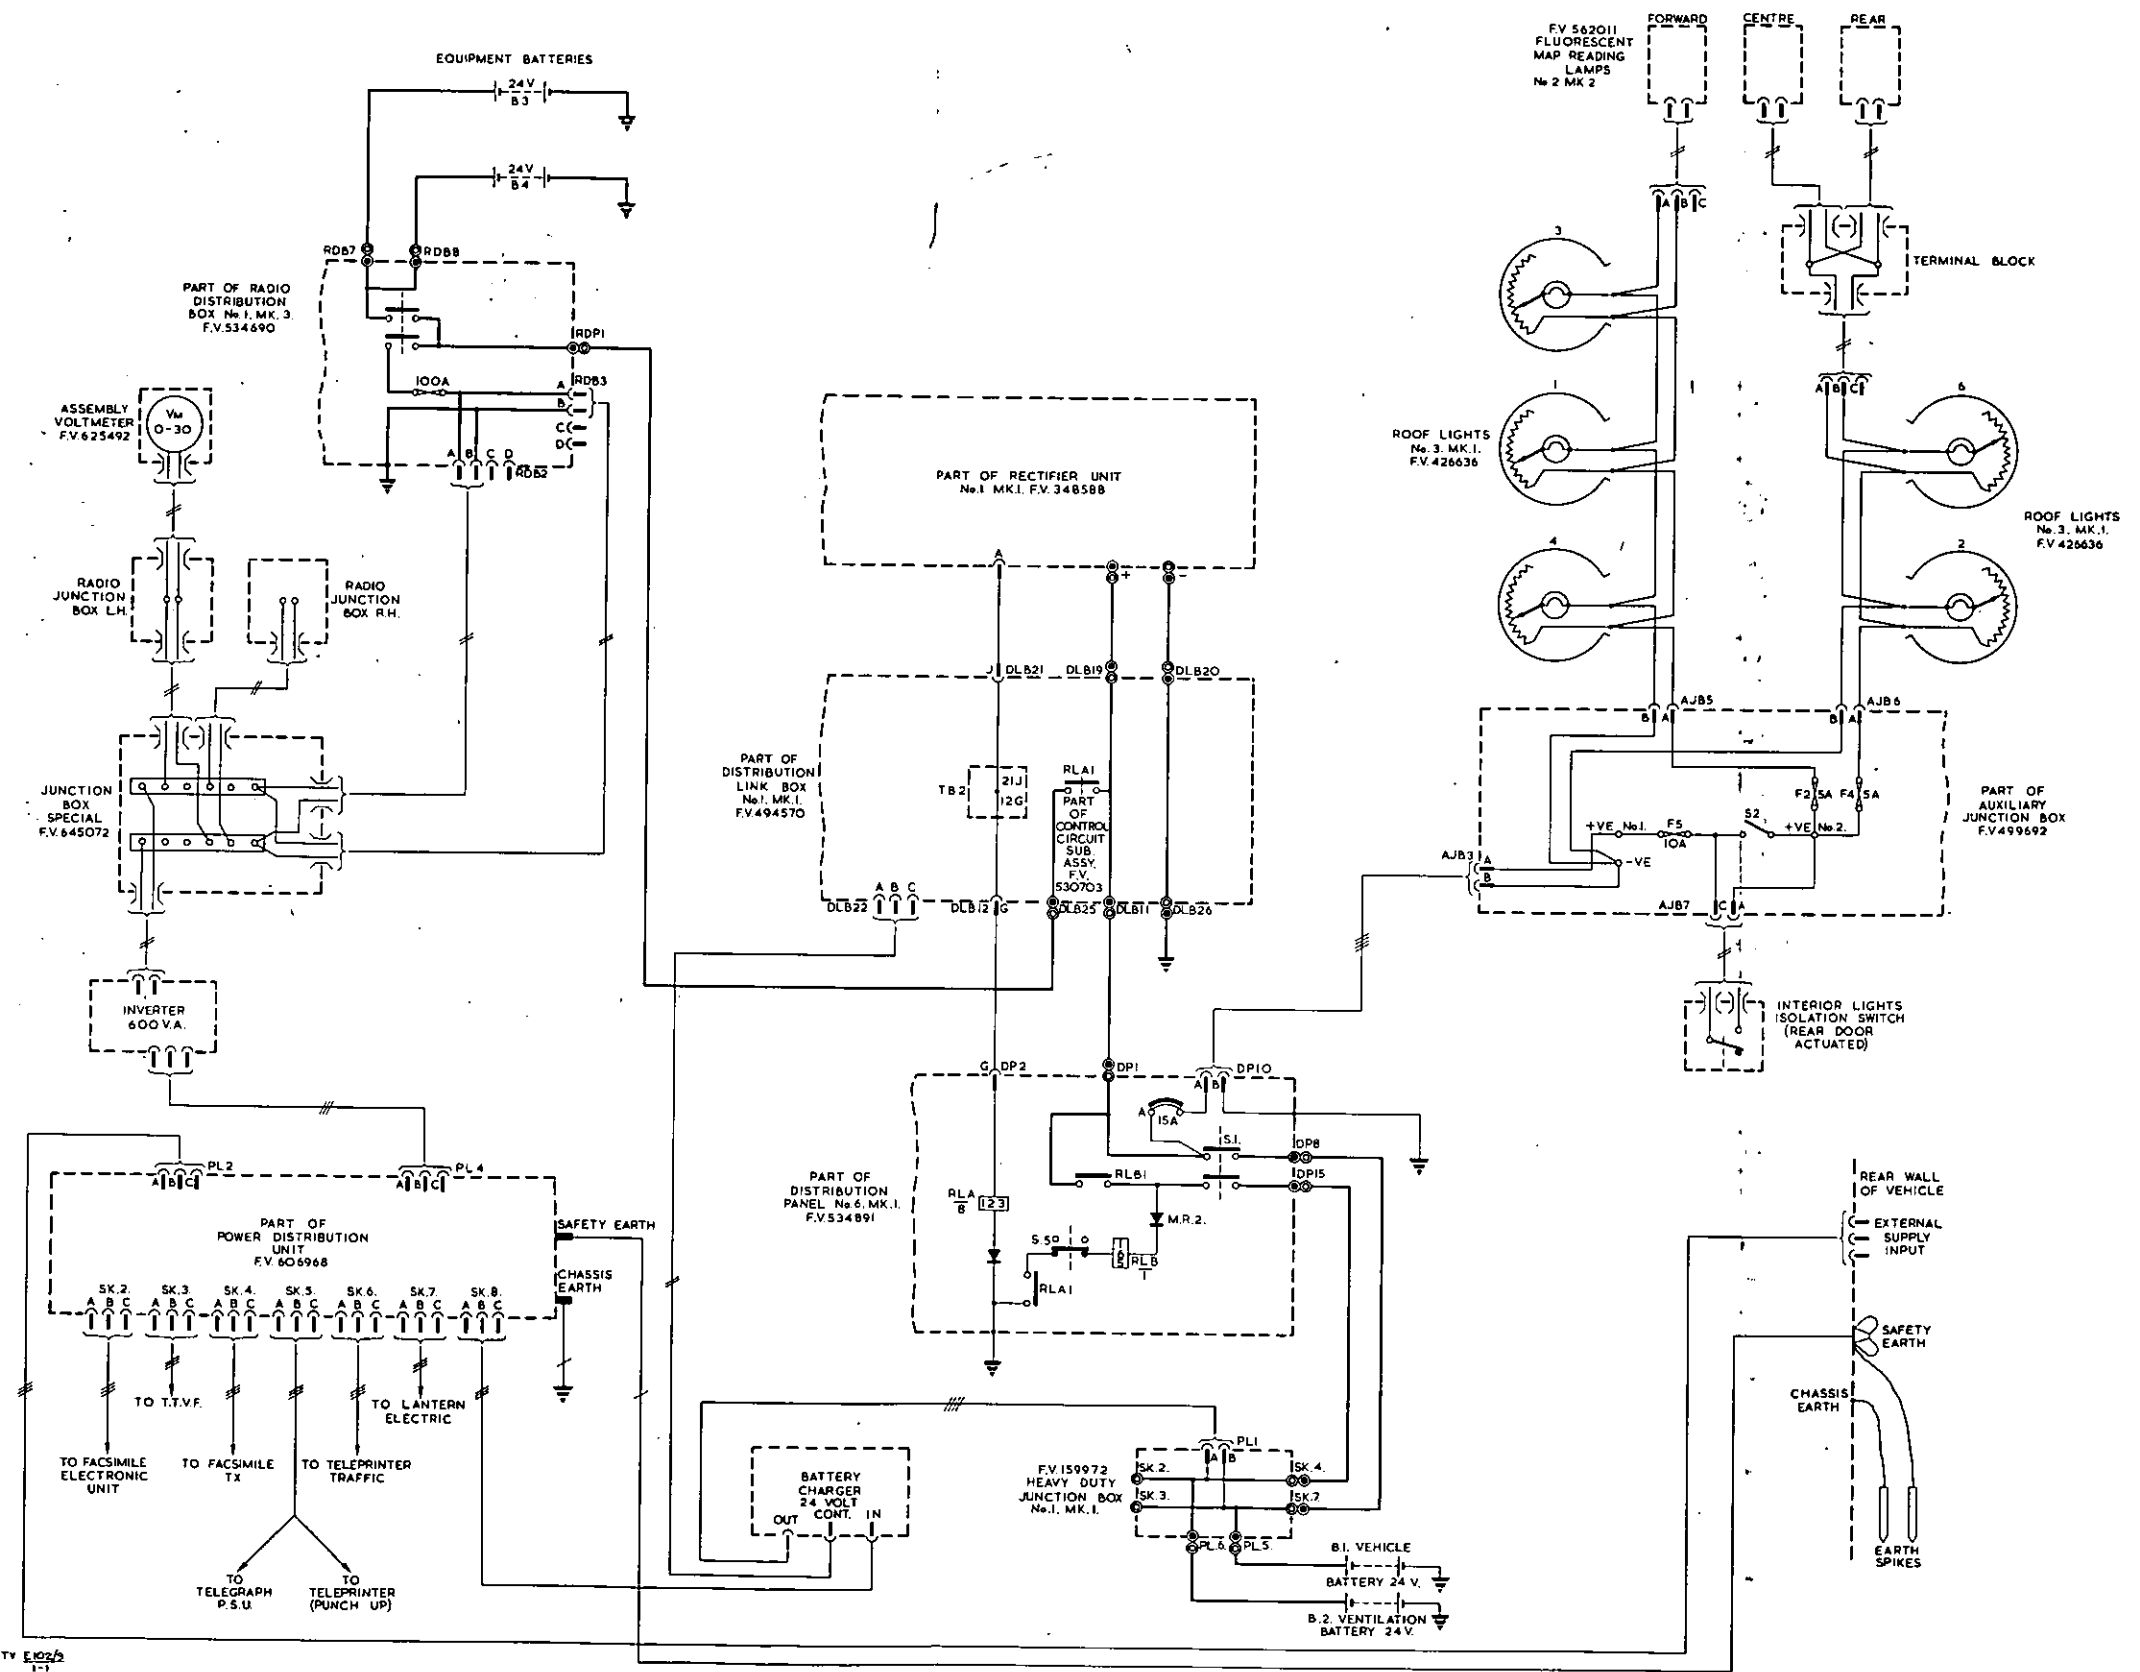 EQUIPMENT BATTERIES
24V
B3
24V
B4
RDB7
RDB8
PART OF RADIO
DISTRIBUTION
BOX No.1, MK. 3.
F.V.534690
RDP1
100A
A
RDB3
B
C
D
A
B
C
D
RDB2
ASSEMBLY
VOLTMETER
F.V.625492
VM
0-30
RADIO
JUNCTION
BOX L.H.
RADIO
JUNCTION
BOX R.H.
JUNCTION
BOX
SPECIAL
F.V.645072
INVERTER
600 V.A.
PL2
A
B
C
PL4
A
B
C
PART OF
POWER DISTRIBUTION
UNIT
F.V. 606968
SAFETY EARTH
CHASSIS
EARTH
SK.2.
A B C
SK.3.
A B C
SK.4.
A B C
SK.5.
A B C
SK.6.
A B C
SK.7.
A B C
SK.8.
A B C
TO T.T.V.F.
TO LANTERN
ELECTRIC
TO FACSIMILE
ELECTRONIC
UNIT
TO FACSIMILE
TX
TO TELEPRINTER
TRAFFIC
TO
TELEGRAPH
P.S.U.
TO
TELEPRINTER
(PUNCH UP)
TV E102/9
1-1
PART OF RECTIFIER UNIT
No.1 MK.1. F.V. 348588
A
+
-
J
DLB21
DLB19
DLB20
PART OF
DISTRIBUTION
LINK BOX
No.1. MK.1.
F.V.494570
TB2
21J
12G
RLA1
PART
OF
CONTROL
CIRCUIT
SUB
ASSY.
F.V.
530703
A B C
DLB22
DLB12
G
DLB25
DLB11
DLB26
G
DP2
DP1
DP10
A
B
A
15A
S.1.
DP8
DP15
RLB1
PART OF
DISTRIBUTION
PANEL No.6, MK.1.
F.V.534891
RLA
8
123
M.R.2.
S.5
RLB
1
RLA1
BATTERY
CHARGER
24 VOLT
CONT.
OUT
IN
F.V.159972
HEAVY DUTY
JUNCTION BOX
No.1, MK.1.
PL1
A
B
SK.2.
SK.4.
SK.3.
SK.7.
PL.6.
PL.5.
B.1. VEHICLE
BATTERY 24 V.
B.2. VENTILATION
BATTERY 24V.
F.V 562011
FLUORESCENT
MAP READING
LAMPS
No 2 MK 2
FORWARD
CENTRE
REAR
A
B
C
TERMINAL BLOCK
3
1
4
ROOF LIGHTS
No. 3. MK.1.
F.V.426636
A
B
C
6
2
ROOF LIGHTS
No.3, MK.1.
F.V 426636
AJB5
B
A
AJB6
B
A
F2
5A
F4
5A
+VE No.1.
F5
10A
S2
+VE No.2.
-VE
AJB3
A
B
AJB7
C
A
PART OF
AUXILIARY
JUNCTION BOX
F.V 499692
INTERIOR LIGHTS
ISOLATION SWITCH
(REAR DOOR
ACTUATED)
REAR WALL
OF VEHICLE
EXTERNAL
SUPPLY
INPUT
SAFETY
EARTH
CHASSIS
EARTH
EARTH
SPIKES